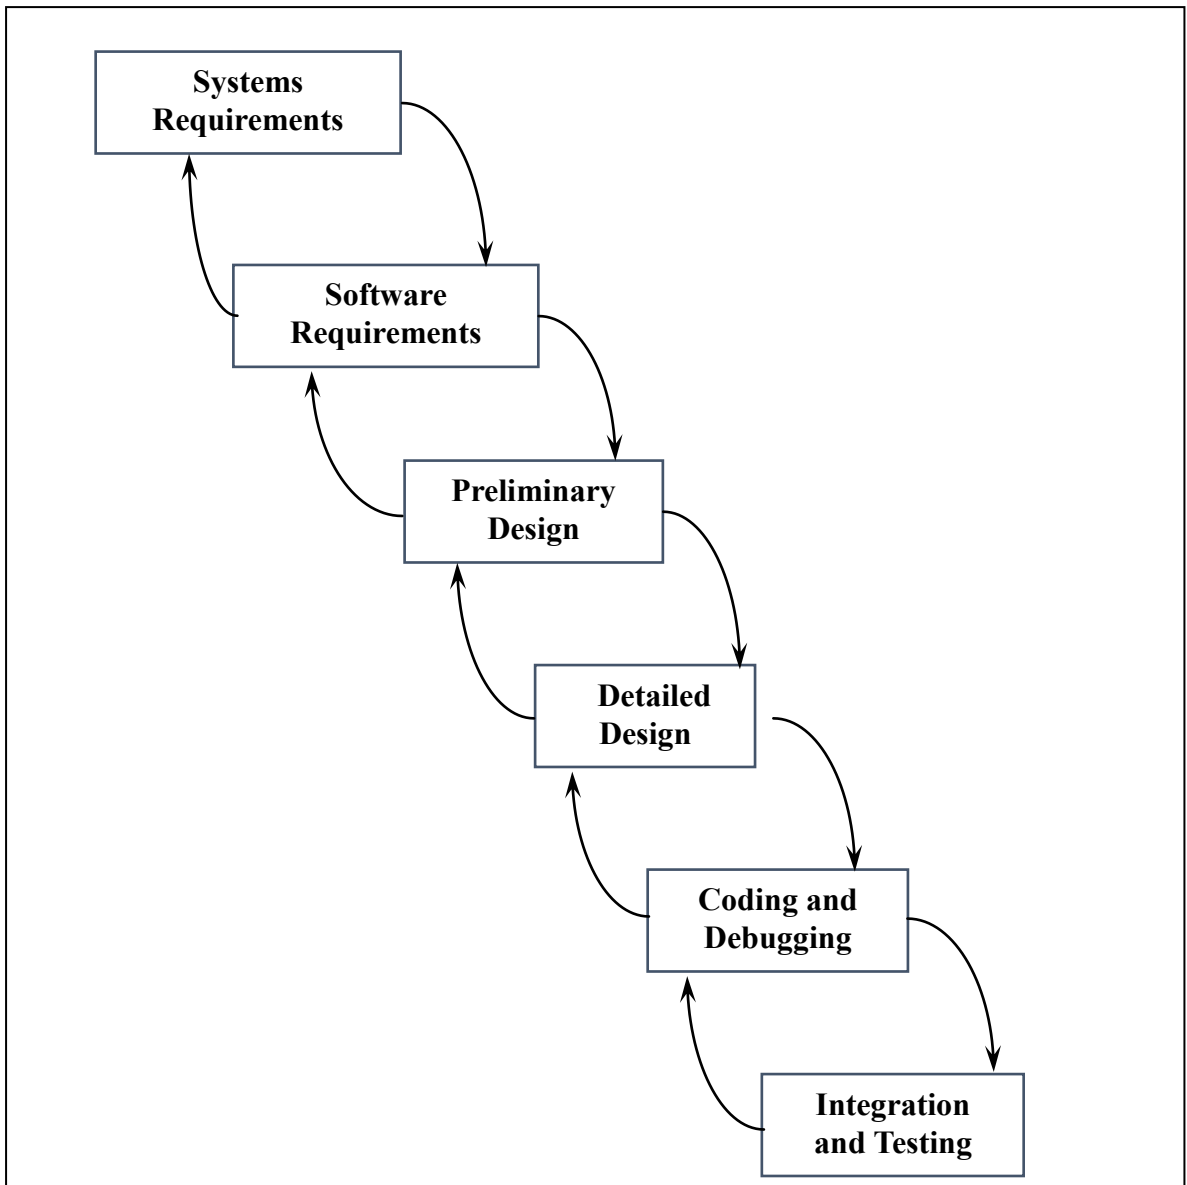 Systems
Requirements
Software
Requirements
Preliminary
Design
Detailed
Design
Coding and
Debugging
Integration
and Testing